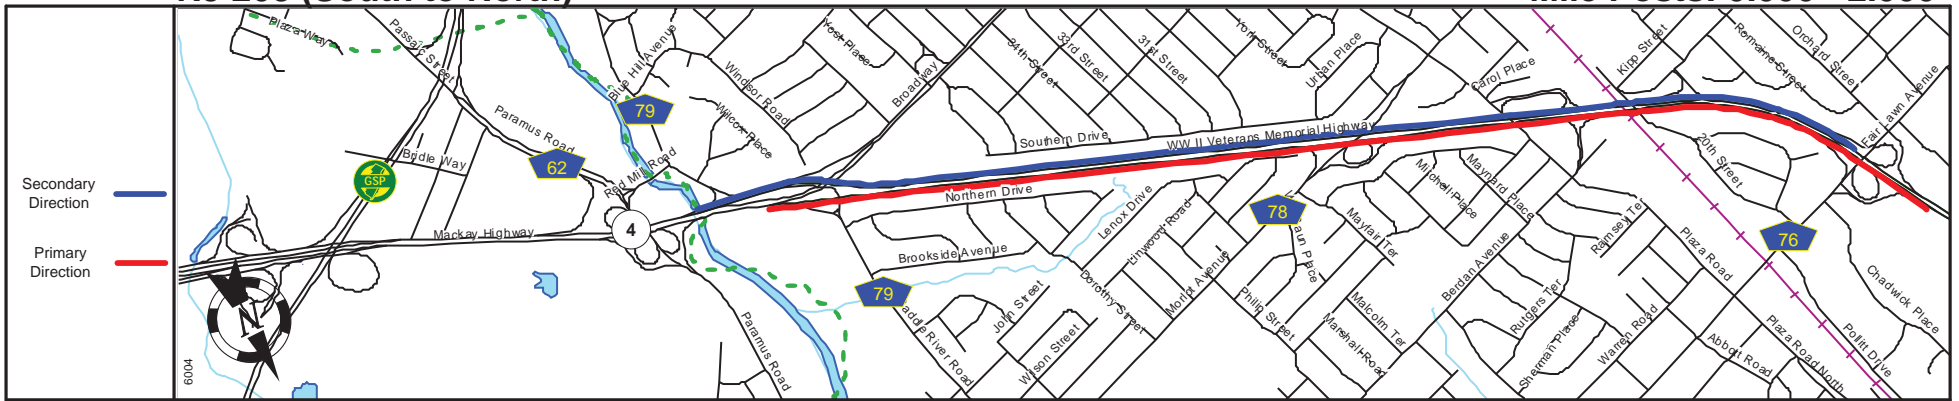 Secondary
Direction
Primary
Direction
Plaza Way
Passaic Street
Blue Hill Avenue
Windsor Road
Yost Place
Broadway
34th Street
33rd Street
31st Street
York Street
Urban Place
Carol Place
Kipp Street
Romaine Street
Orchard Street
Fair Lawn Avenue
79
Wilcox Place
Paramus Road
62
Bridle Way
GSP
Red Mill Road
Southern Drive
WW II Veterans Memorial Highway
Northern Drive
20th Street
Mitchell Place
Maynard Place
4
Mackay Highway
Brookside Avenue
Lenox Drive
Linwood Road
78
Mayfair Ter
Ramsey Ter
Plaza Road
76
79
Dorothy Street
Morlot Avenue
Berdan Avenue
Chadwick Place
N
6004
Paramus Road
John Street
Wilson Street
Philip Street
Malcolm Ter
Marshall Road
Rutgers Ter
Sherman Place
Warren Road
Abbott Road
Plaza Road North
Pollitt Drive